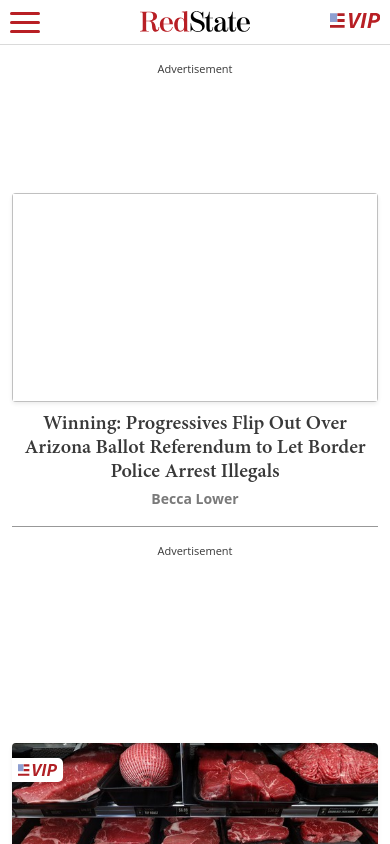 RedState
VIP
Advertisement
Winning: Progressives Flip Out Over
Arizona Ballot Referendum to Let Border
Police Arrest Illegals
Becca Lower
Advertisement
VIP